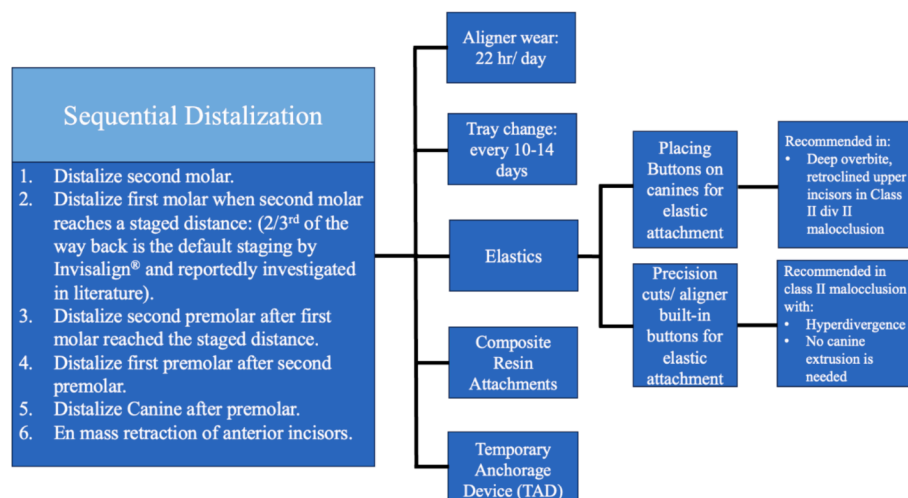 Sequential Distalization
1. Distalize second molar.
2. Distalize first molar when second molar
reaches a staged distance: (2/3rd of the
way back is the default staging by
Invisalign® and reportedly investigated
in literature).
3. Distalize second premolar after first
molar reached the staged distance.
4. Distalize first premolar after second
premolar.
5. Distalize Canine after premolar.
6. En mass retraction of anterior incisors.
Aligner wear:
22 hr/ day
Tray change:
every 10-14
days
Elastics
Composite
Resin
Attachments
Temporary
Anchorage
Device (TAD)
Placing
Buttons on
canines for
elastic
attachment
Precision
cuts/ aligner
built-in
buttons for
elastic
attachment
Recommended in:
• Deep overbite,
retroclined upper
incisors in Class
II div II
malocclusion
Recommended in
class II malocclusion
with:
• Hyperdivergence
• No canine
extrusion is
needed